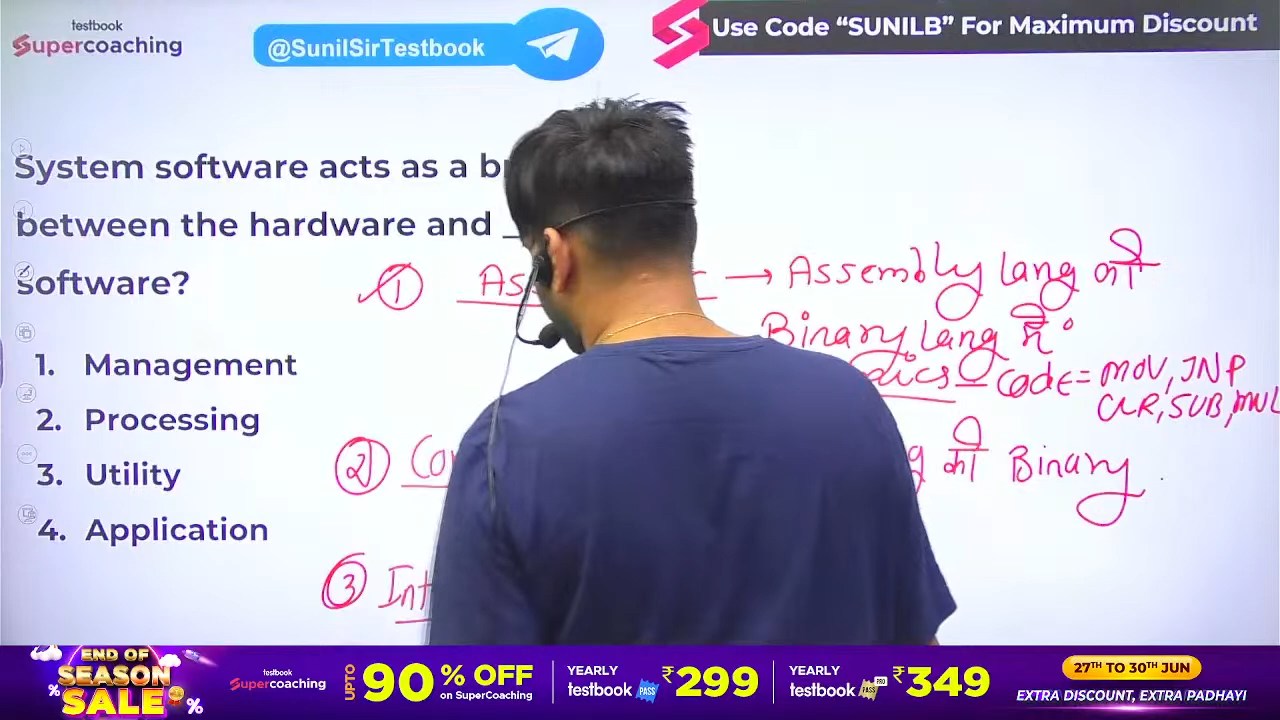 testbook
Supercoaching
@SunilSirTestbook
Use Code “SUNILB” For Maximum Discount
System software acts as a
between the hardware and
software?
1. Management
2. Processing
3. Utility
4. Application
① → Assembly lang की
Binary lang में
Code = MOV, JNP
CLR, SUB, MUL
② की Binary
③
END OF
SEASON
SALE
testbook
Supercoaching
UPTO 90% OFF
on SuperCoaching
YEARLY
testbook PASS ₹299
YEARLY
testbook PASS PRO ₹349
27TH TO 30TH JUN
EXTRA DISCOUNT, EXTRA PADHAYI